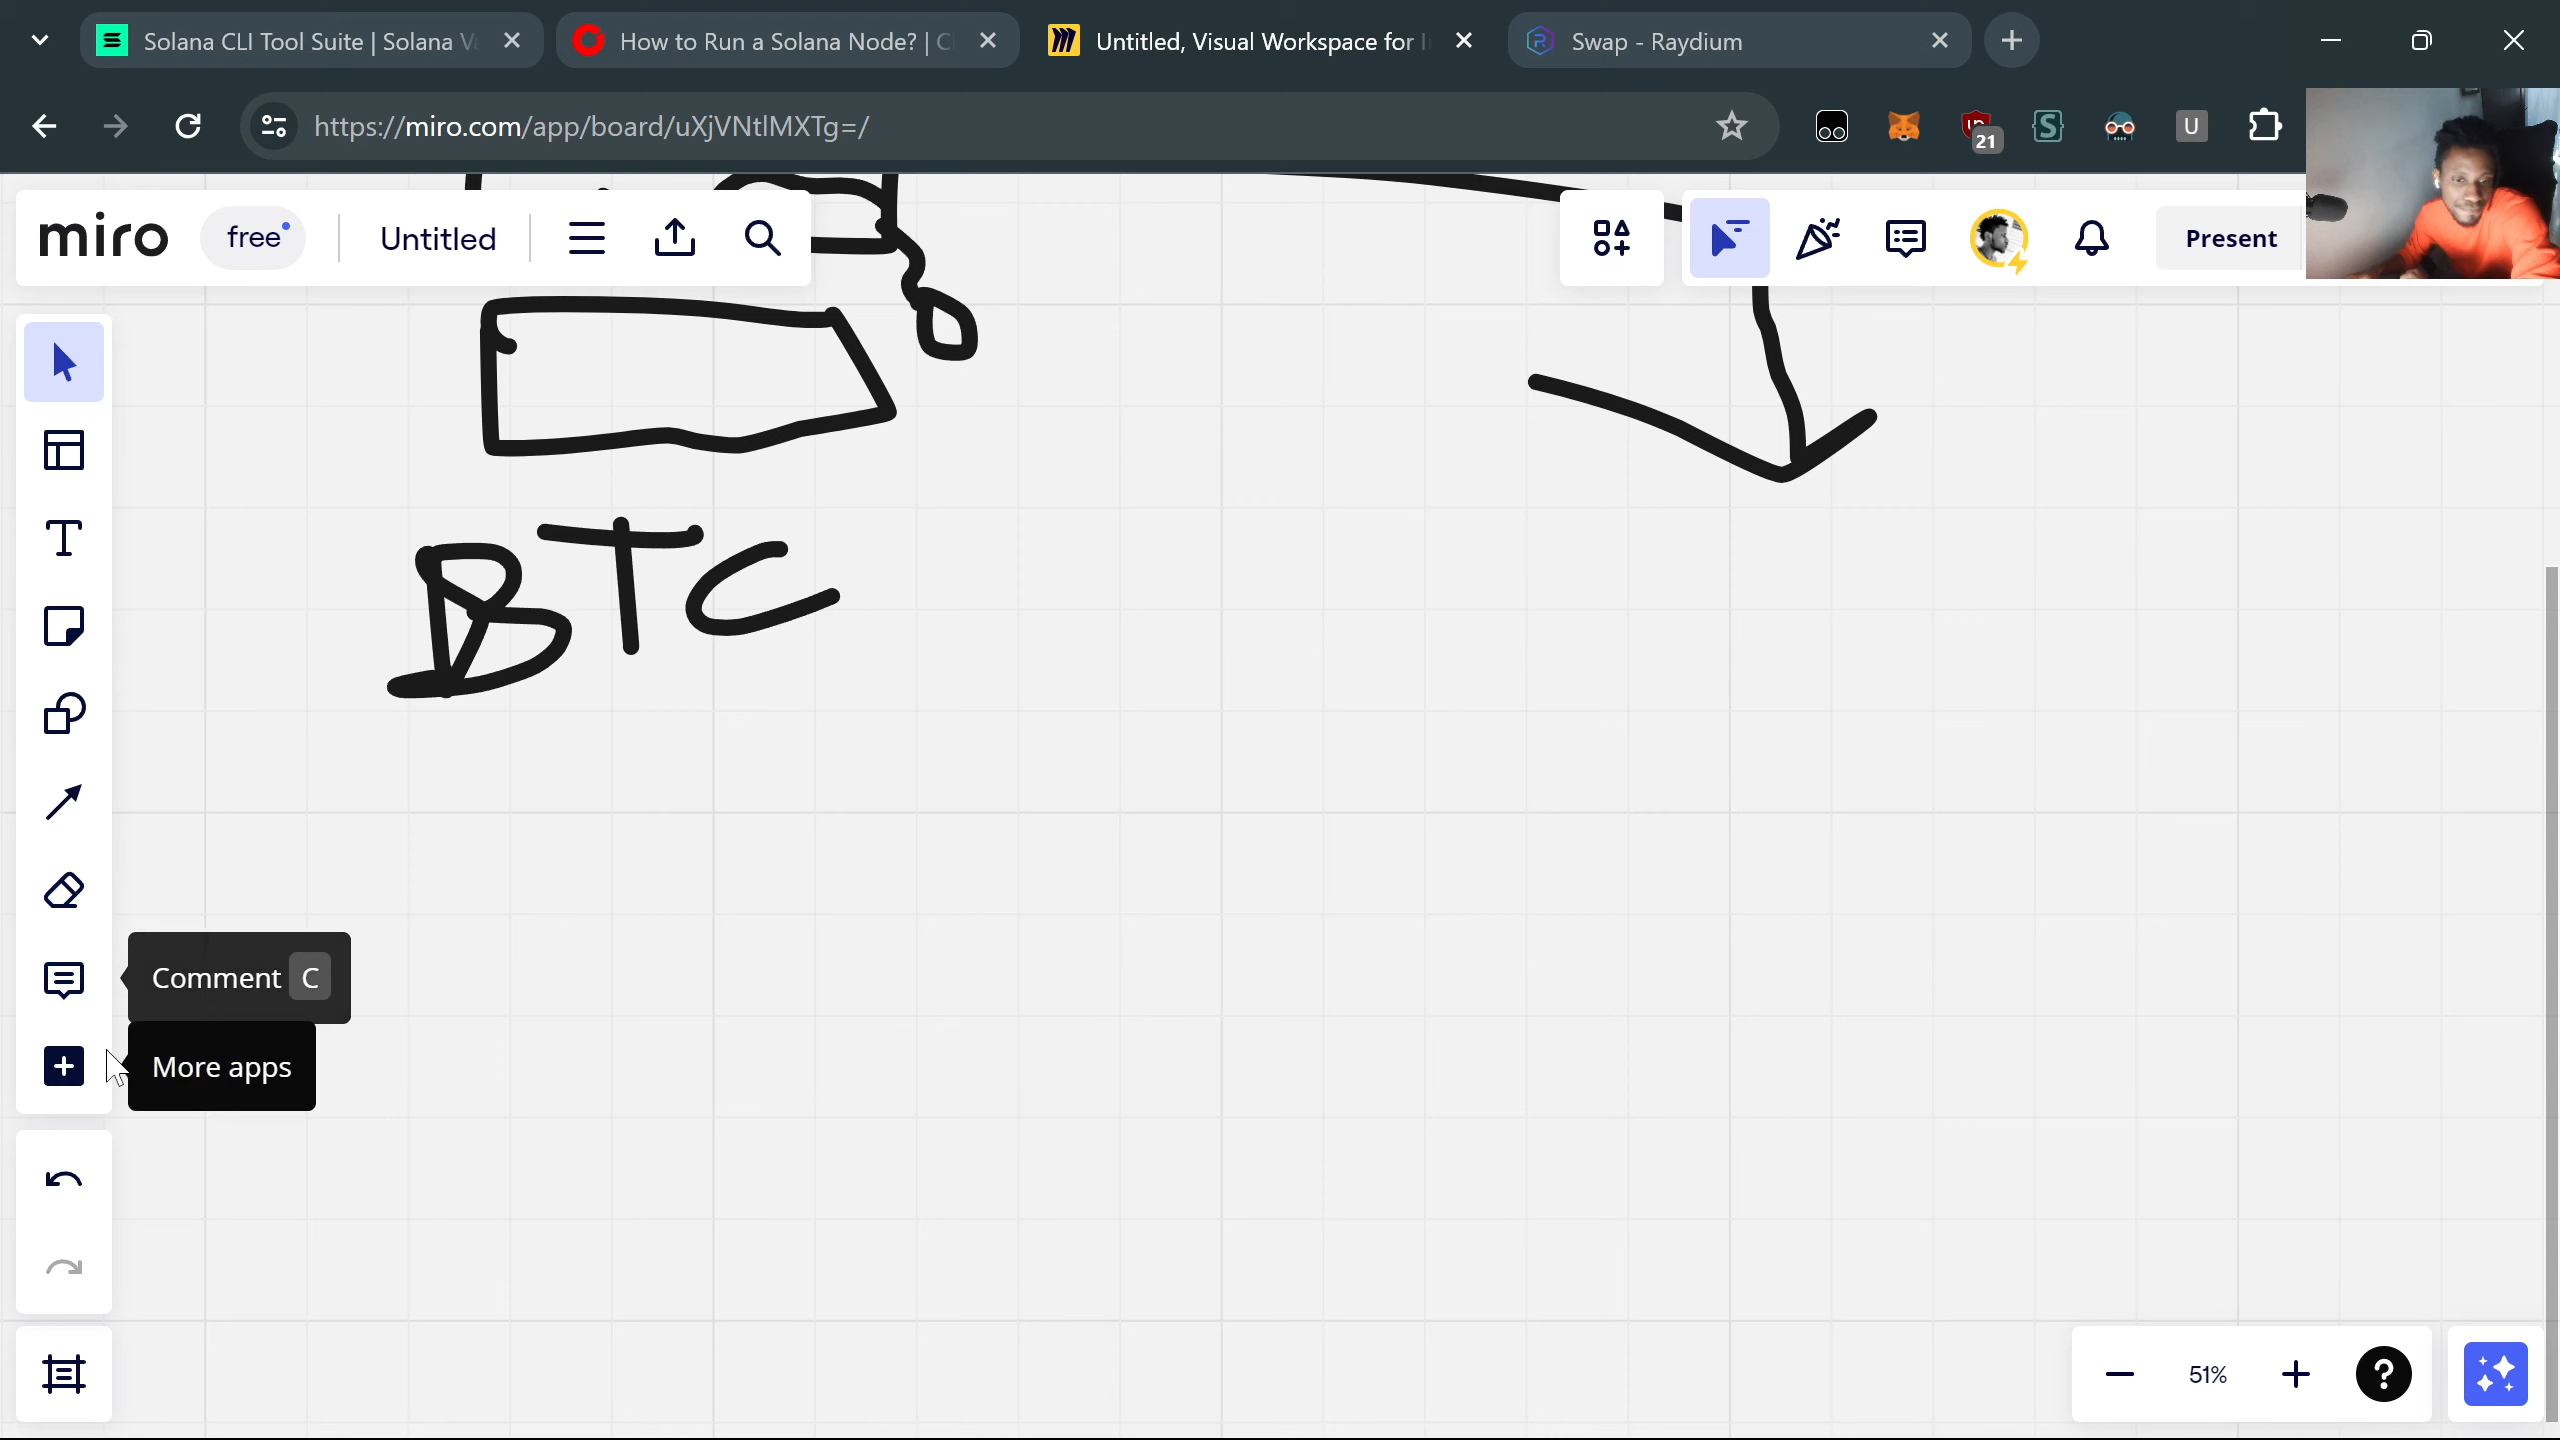 Solana CLI Tool Suite | Solana Va
How to Run a Solana Node? | C
Untitled, Visual Workspace for I
Swap - Raydium
https://miro.com/app/board/uXjVNtlMXTg=/
21
U
miro
free
Untitled
Present
BTC
Comment C
More apps
51%
?